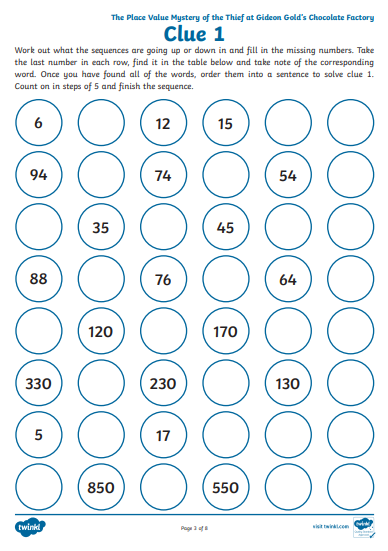 The Place Value Mystery of the Thief at Gideon Gold's Chocolate Factory
Clue 1
Work out what the sequences are going up or down in and fill in the missing numbers. Take
the last number in each row, find it in the table below and take note of the corresponding
word. Once you have found all of the words, order them into a sentence to solve clue 1.
Count on in steps of 5 and finish the sequence.
6 12 15
94 74 54
35 45
88 76 64
120 170
330 230 130
5 17
850 550
twinkl Page 3 of 8 visit twinkl.com